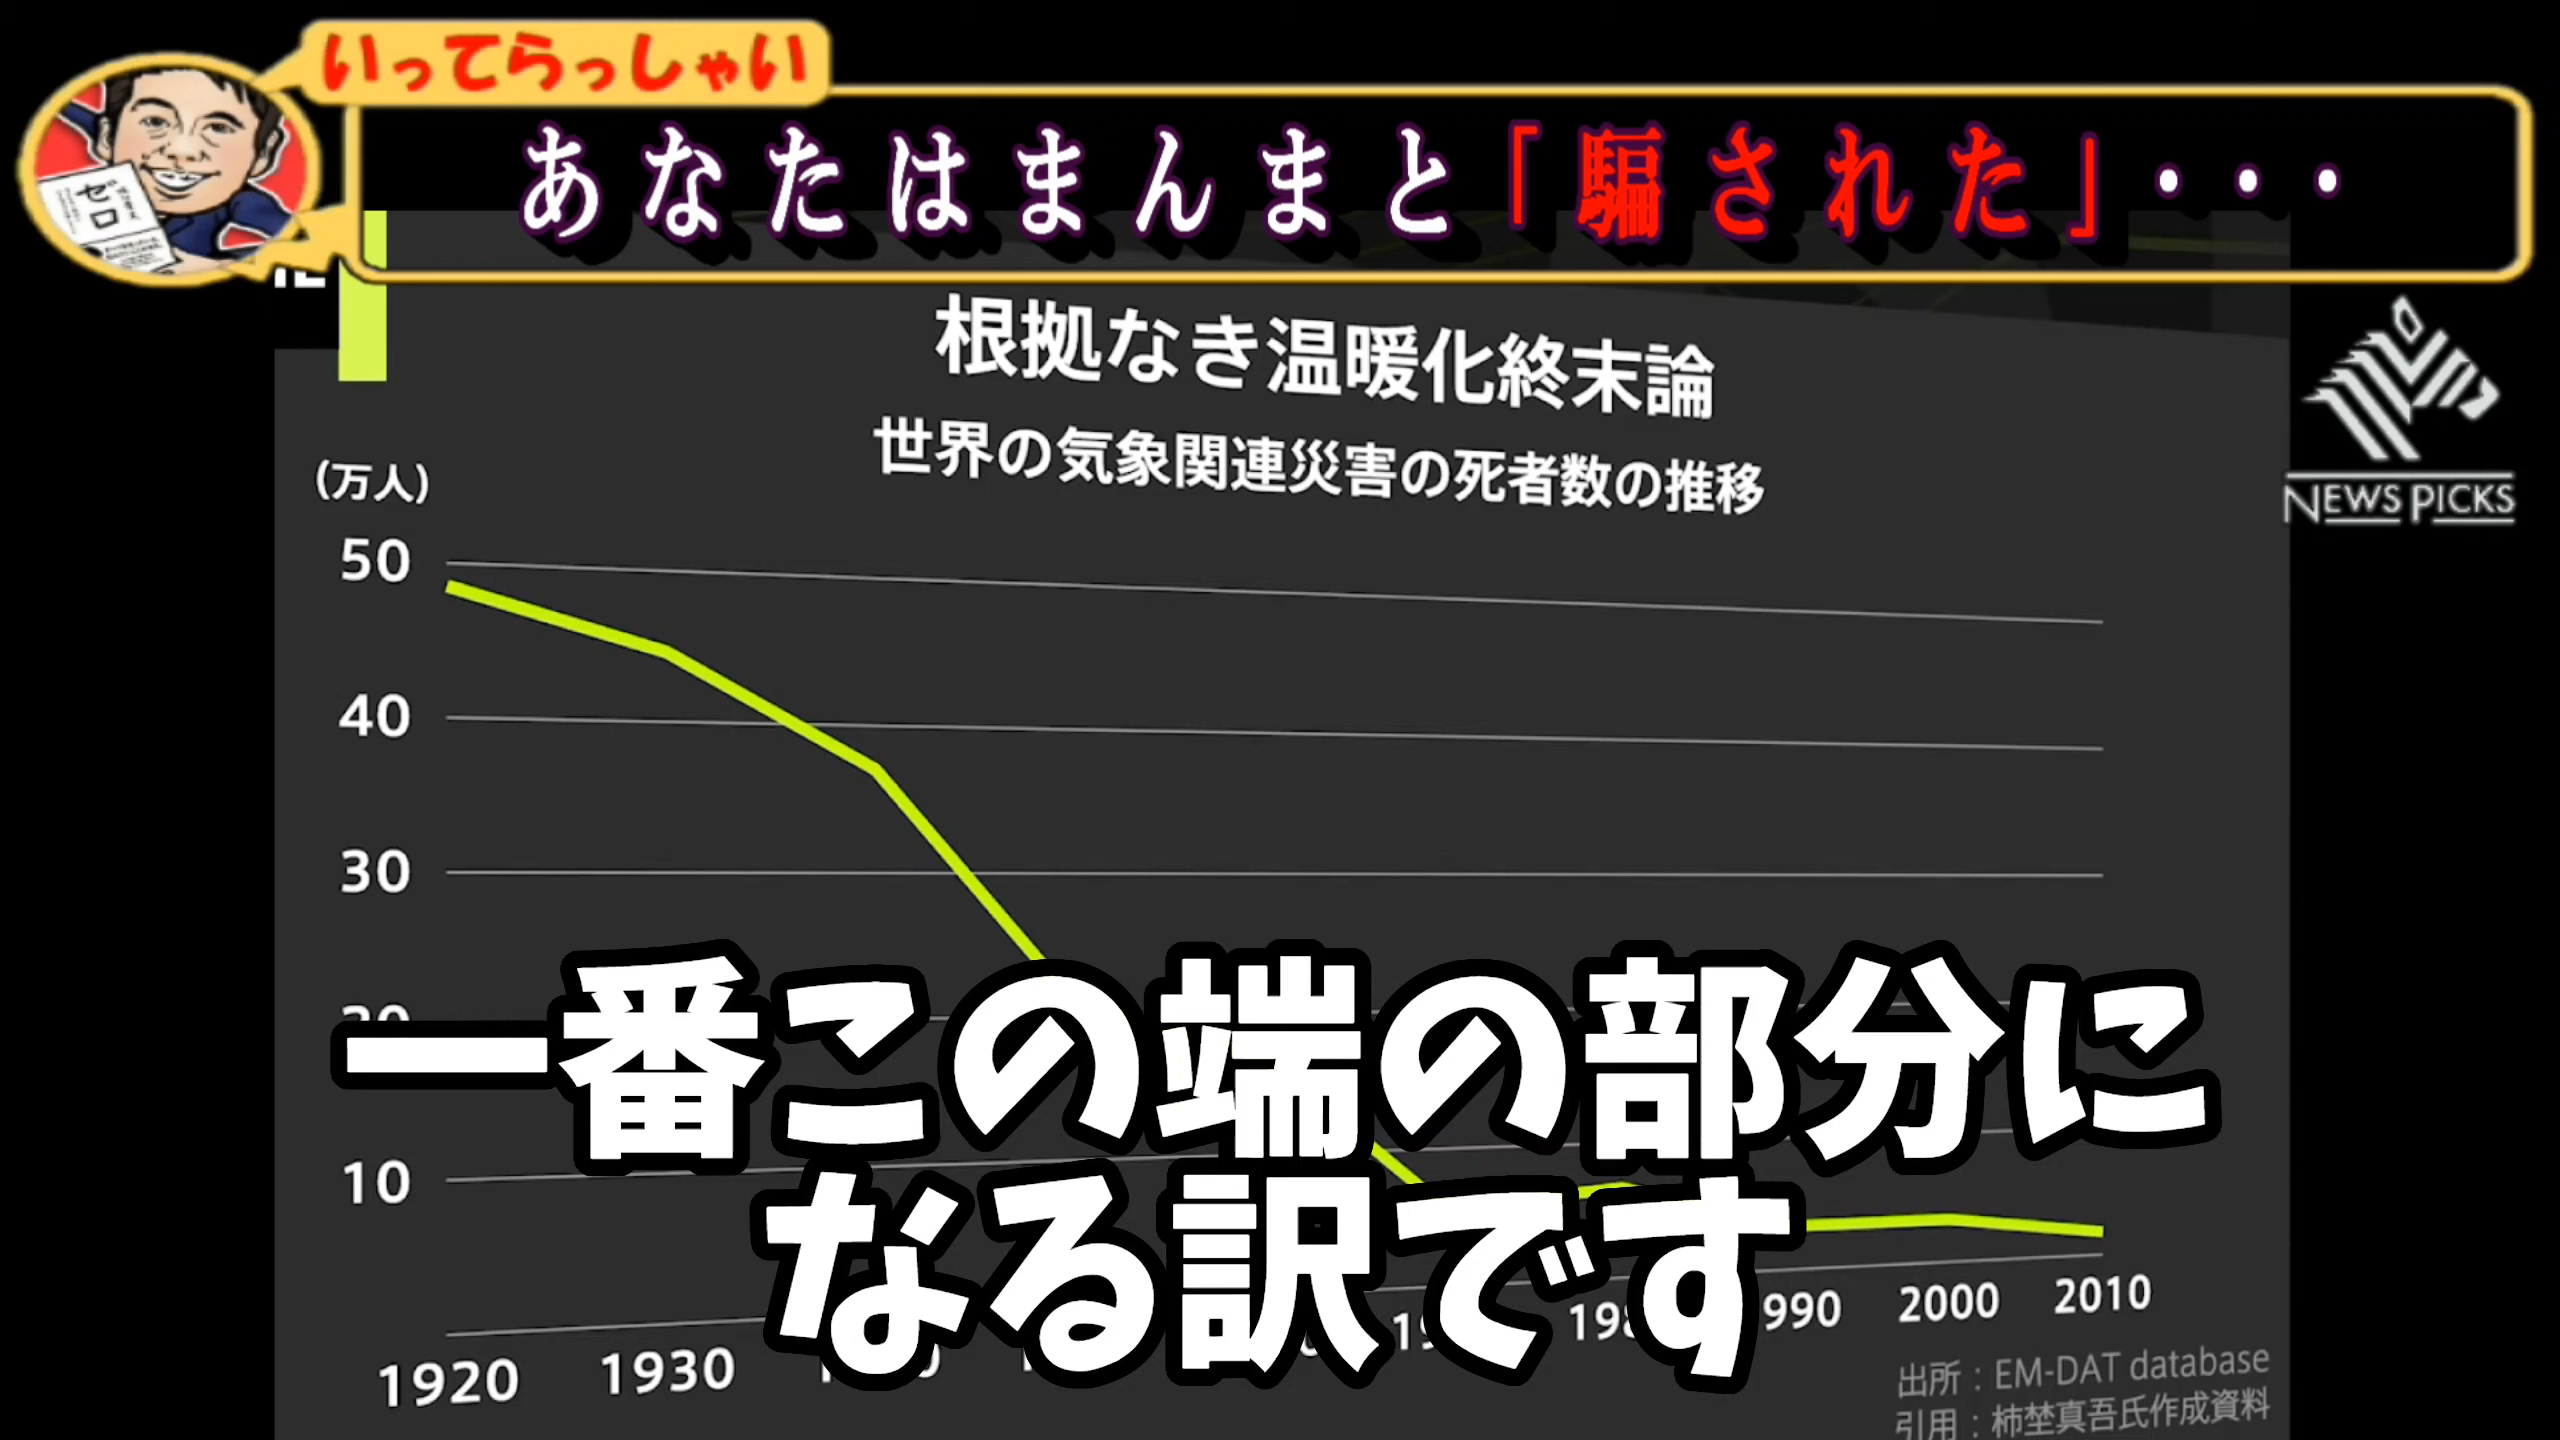 いってらっしゃい
あなたはまんまと「騙された」・・・
ゼロ
根拠なき温暖化終末論
世界の気象関連災害の死者数の推移
NEWSPICKS
(万人)
50
40
30
20
10
一番この端の部分に
なる訳です
1920
1930
2000
2010
出所：EM-DAT database
引用：柿埜真吾氏作成資料